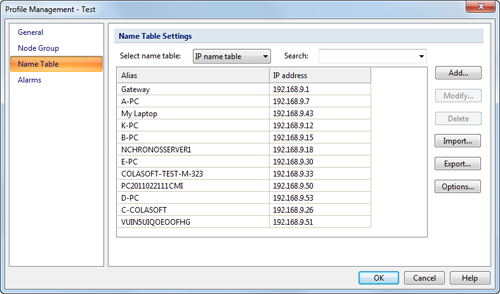 Profile Management - Test
General
Node Group
Name Table
Alarms
Name Table Settings
Select name table: IP name table Search:
Alias IP address
Gateway 192.168.9.1
A-PC 192.168.9.7
My Laptop 192.168.9.43
K-PC 192.168.9.12
B-PC 192.168.9.15
NCHRONOSSERVER1 192.168.9.18
E-PC 192.168.9.30
COLASOFT-TEST-M-323 192.168.9.33
PC2011022111CMI 192.168.9.50
D-PC 192.168.9.53
C-COLASOFT 192.168.9.26
VUIN5UIQOEOOFHG 192.168.9.51
Add...
Modify...
Delete
Import...
Export...
Options...
OK Cancel Help